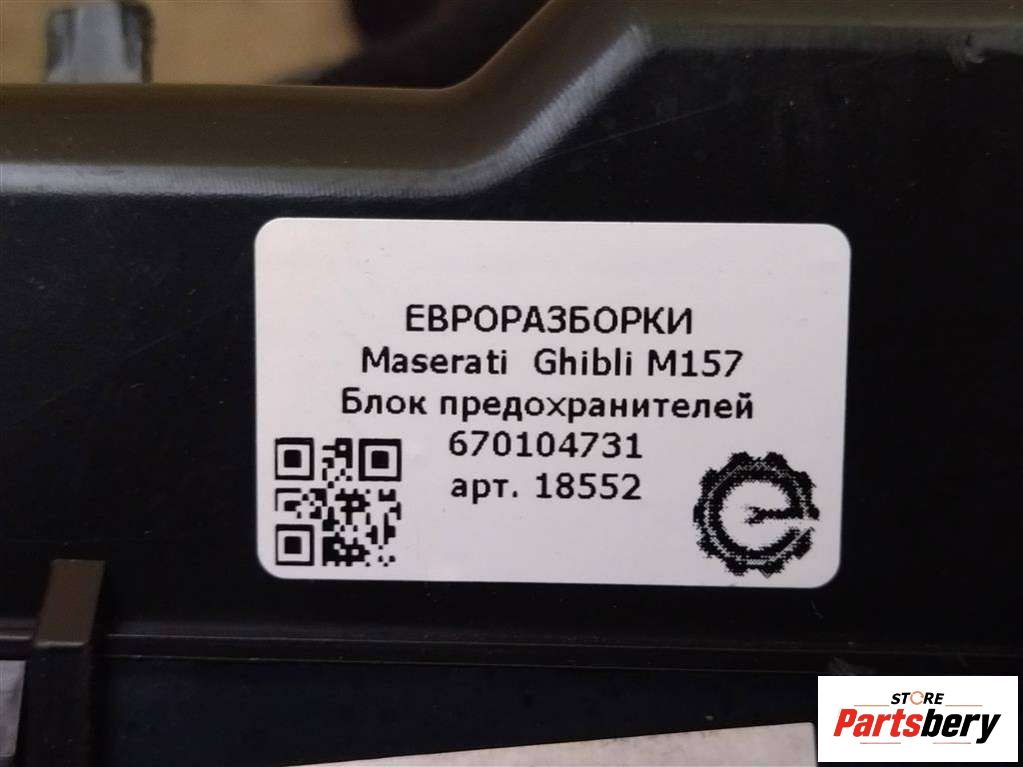 ЕВРОРАЗБОРКИ
Maserati Ghibli M157
Блок предохранителей
670104731
арт. 18552
STORE
Partsbery